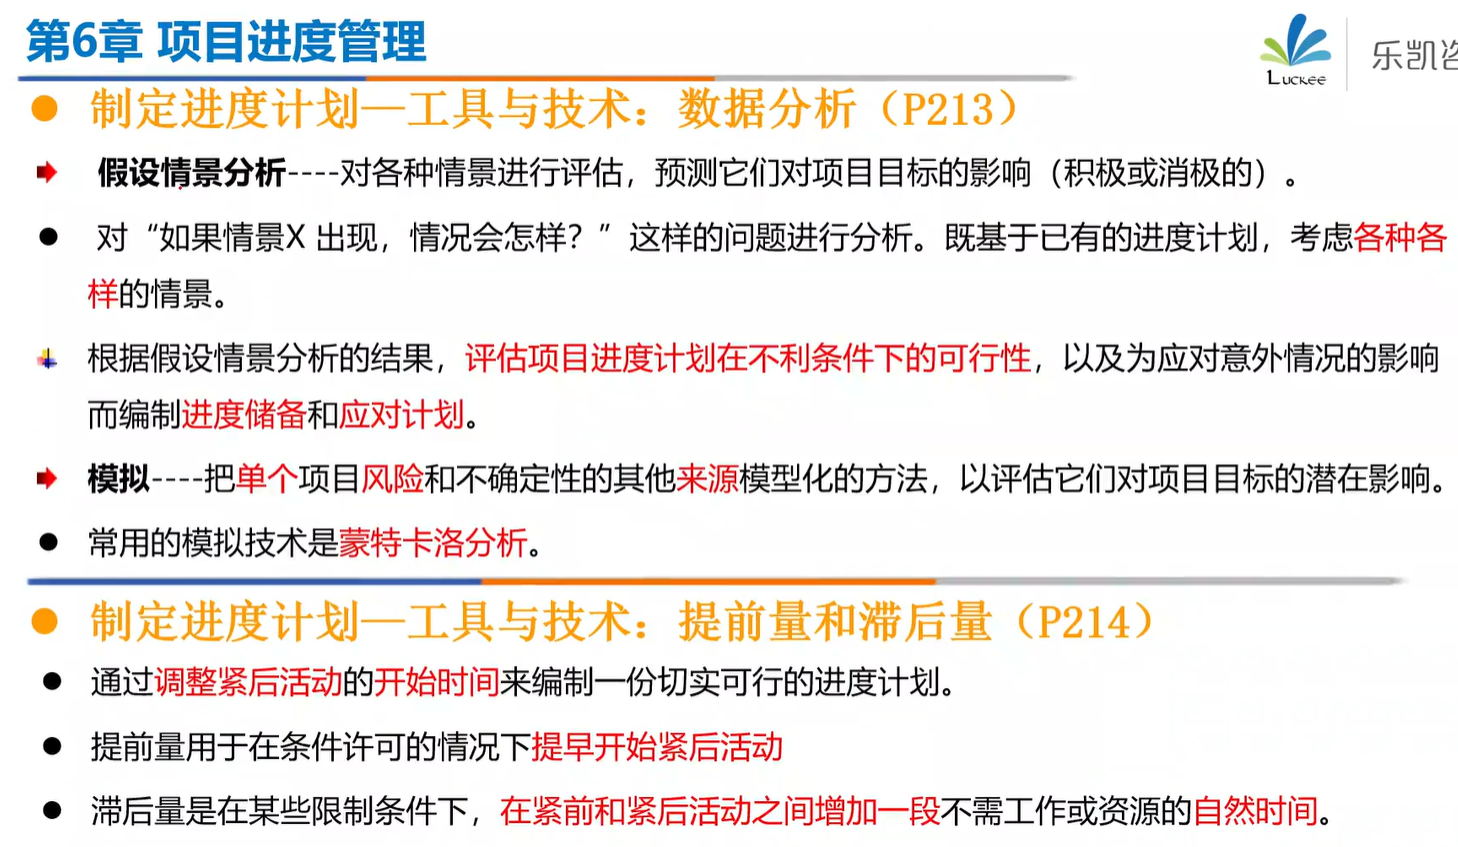 第6章 项目进度管理
Luckee
乐凯咨
制定进度计划—工具与技术：数据分析（P213）
假设情景分析----对各种情景进行评估，预测它们对项目目标的影响（积极或消极的）。
对“如果情景X 出现，情况会怎样？”这样的问题进行分析。既基于已有的进度计划，考虑各种各
样的情景。
根据假设情景分析的结果，评估项目进度计划在不利条件下的可行性，以及为应对意外情况的影响
而编制进度储备和应对计划。
模拟----把单个项目风险和不确定性的其他来源模型化的方法，以评估它们对项目目标的潜在影响。
常用的模拟技术是蒙特卡洛分析。
制定进度计划—工具与技术：提前量和滞后量（P214）
通过调整紧后活动的开始时间来编制一份切实可行的进度计划。
提前量用于在条件许可的情况下提早开始紧后活动
滞后量是在某些限制条件下，在紧前和紧后活动之间增加一段不需工作或资源的自然时间。